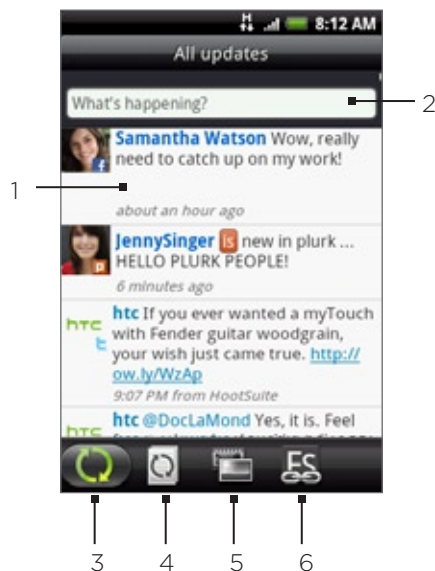 H 8:12 AM
All updates
What's happening?
2
Samantha Watson Wow, really
need to catch up on my work!
1
about an hour ago
JennySinger is new in plurk ...
HELLO PLURK PEOPLE!
6 minutes ago
htc If you ever wanted a myTouch
with Fender guitar woodgrain,
your wish just came true. http://
ow.ly/WzAp
9:07 PM from HootSuite
htc @DocLaMond Yes, it is. Feel
FS
3 4 5 6